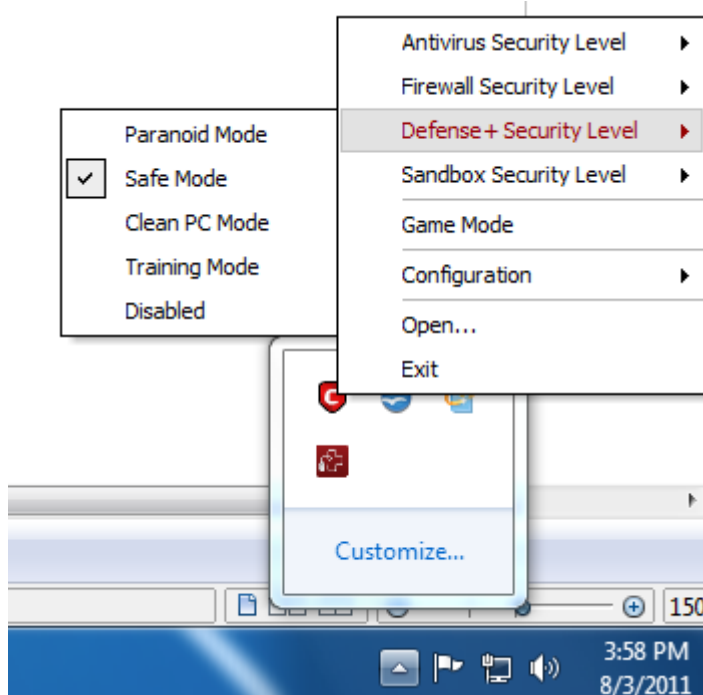 Antivirus Security Level
Firewall Security Level
Defense+ Security Level
Sandbox Security Level
Game Mode
Configuration
Open...
Exit
Paranoid Mode
Safe Mode
Clean PC Mode
Training Mode
Disabled
C
Customize...
150
3:58 PM
8/3/2011